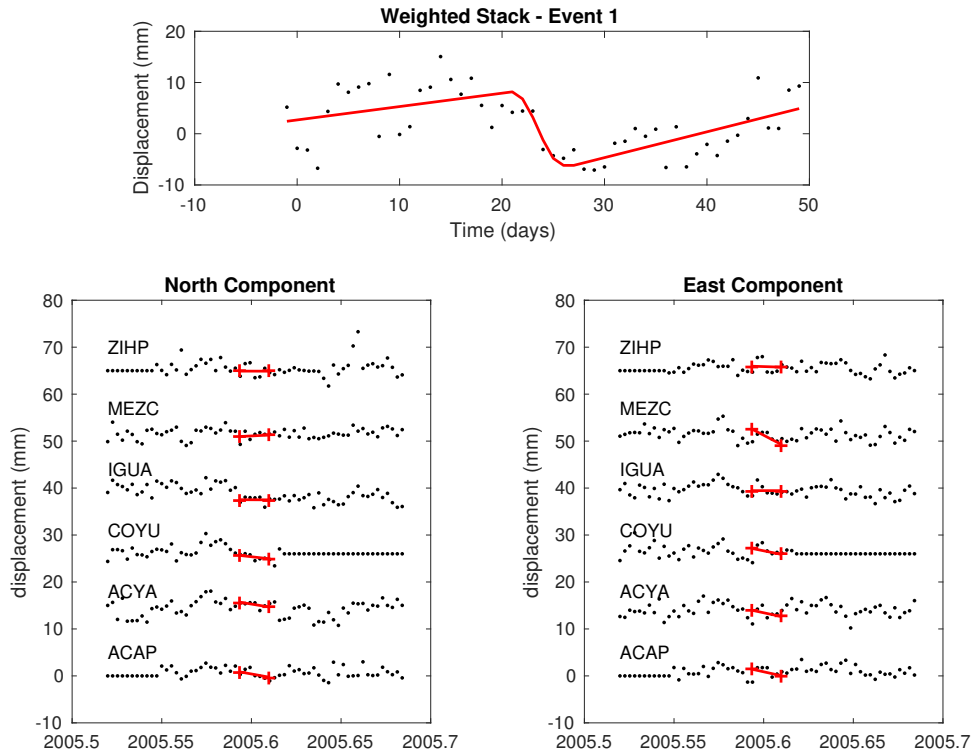 Weighted Stack - Event 1
Displacement (mm)
20
10
0
-10
-10
0
10
20
30
40
50
Time (days)
North Component
displacement (mm)
80
70
60
50
40
30
20
10
0
-10
ZIHP
MEZC
IGUA
COYU
ACYA
ACAP
2005.5
2005.55
2005.6
2005.65
2005.7
East Component
displacement (mm)
80
70
60
50
40
30
20
10
0
-10
ZIHP
MEZC
IGUA
COYU
ACYA
ACAP
2005.5
2005.55
2005.6
2005.65
2005.7